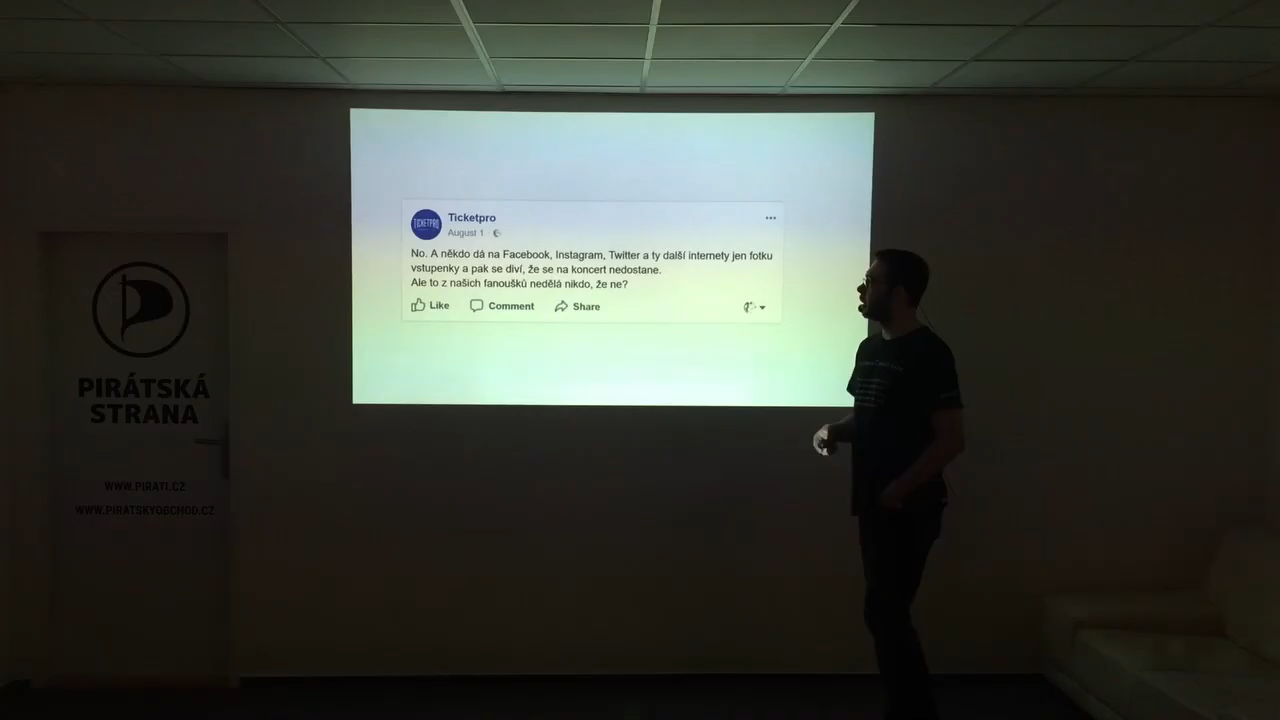 TICKETPRO
Ticketpro
August 1
No. A někdo dá na Facebook, Instagram, Twitter a ty další internety jen fotku
vstupenky a pak se diví, že se na koncert nedostane.
Ale to z našich fanoušků nedělá nikdo, že ne?
Like Comment Share
PIRÁTSKÁ
STRANA
WWW.PIRATI.CZ
WWW.PIRATSKYOBCHOD.CZ